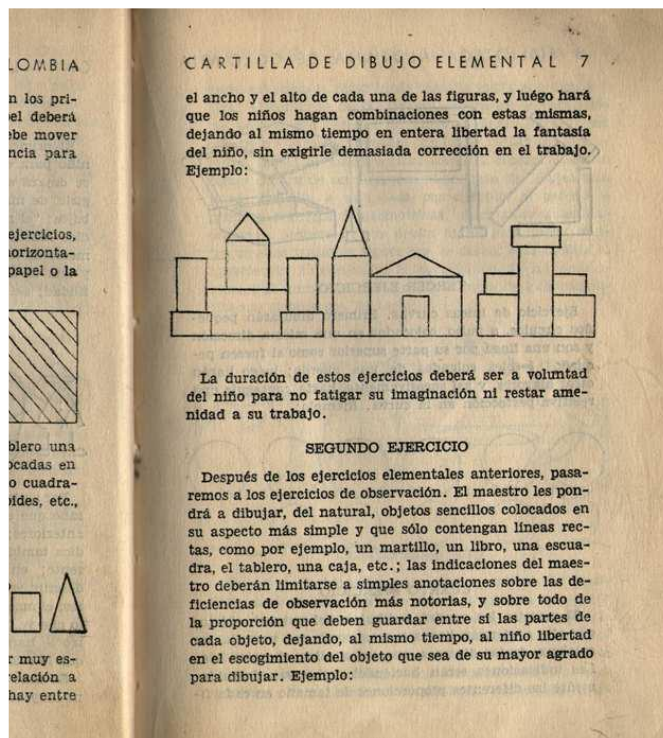 LOMBIA
n los pri-
el deberá
ebe mover
ncia para
ejercicios,
horizonta-
papel o la
blero una
ocadas en
o cuadra-
oides, etc.,
r muy es-
relación a
hay entre
CARTILLA DE DIBUJO ELEMENTAL 7
el ancho y el alto de cada una de las figuras, y luégo hará
que los niños hagan combinaciones con estas mismas,
dejando al mismo tiempo en entera libertad la fantasía
del niño, sin exigirle demasiada corrección en el trabajo.
Ejemplo:
La duración de estos ejercicios deberá ser a voluntad
del niño para no fatigar su imaginación ni restar ame-
nidad a su trabajo.
SEGUNDO EJERCICIO
Después de los ejercicios elementales anteriores, pasa-
remos a los ejercicios de observación. El maestro les pon-
drá a dibujar, del natural, objetos sencillos colocados en
su aspecto más simple y que sólo contengan líneas rec-
tas, como por ejemplo, un martillo, un libro, una escua-
dra, el tablero, una caja, etc.; las indicaciones del maes-
tro deberán limitarse a simples anotaciones sobre las de-
ficiencias de observación más notorias, y sobre todo de
la proporción que deben guardar entre sí las partes de
cada objeto, dejando, al mismo tiempo, al niño libertad
en el escogimiento del objeto que sea de su mayor agrado
para dibujar. Ejemplo: